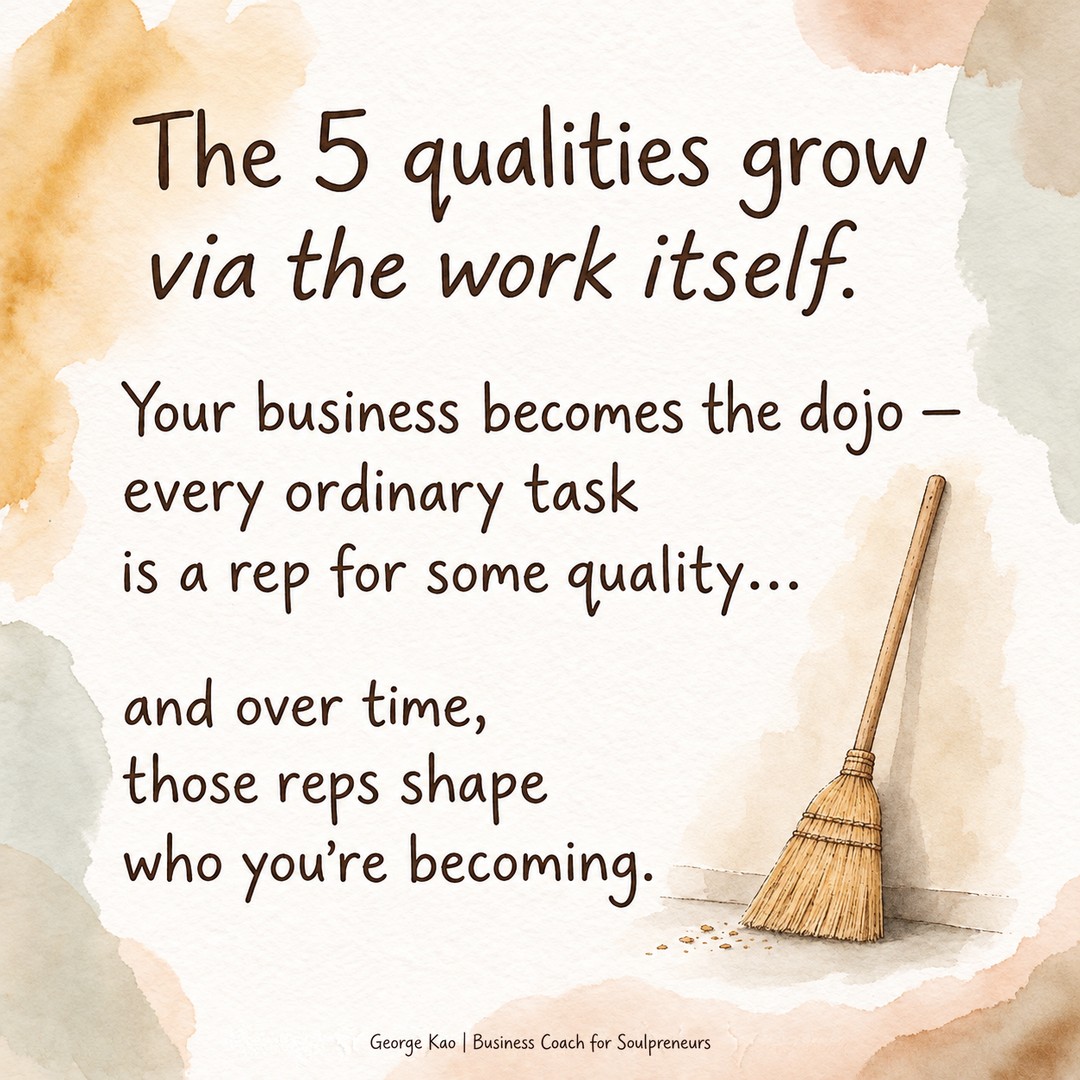 The 5 qualities grow
via the work itself.
Your business becomes the dojo –
every ordinary task
is a rep for some quality...
and over time,
those reps shape
who you're becoming.
George Kao | Business Coach for Soulpreneurs